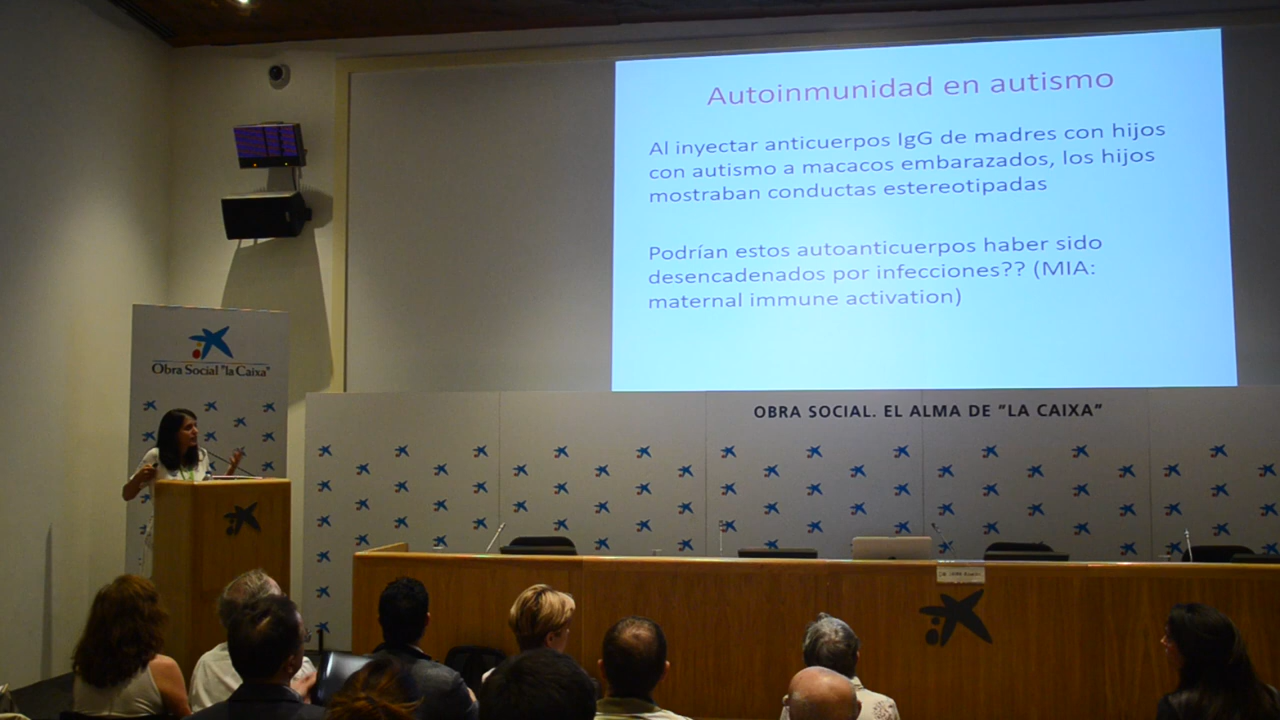 Autoinmunidad en autismo
Al inyectar anticuerpos IgG de madres con hijos
con autismo a macacos embarazados, los hijos
mostraban conductas estereotipadas
Podrían estos autoanticuerpos haber sido
desencadenados por infecciones?? (MIA:
maternal immune activation)
Obra Social "la Caixa"
OBRA SOCIAL. EL ALMA DE "LA CAIXA"